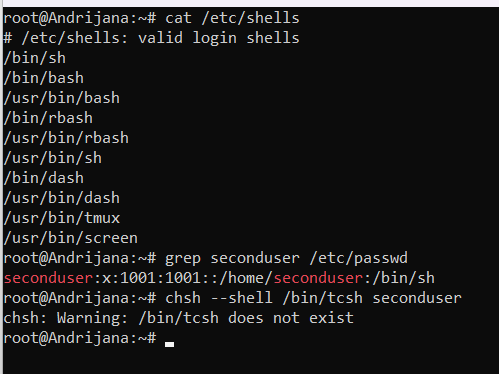 root@Andrijana:~# cat /etc/shells
# /etc/shells: valid login shells
/bin/sh
/bin/bash
/usr/bin/bash
/bin/rbash
/usr/bin/rbash
/usr/bin/sh
/bin/dash
/usr/bin/dash
/usr/bin/tmux
/usr/bin/screen
root@Andrijana:~# grep seconduser /etc/passwd
seconduser:x:1001:1001::/home/seconduser:/bin/sh
root@Andrijana:~# chsh --shell /bin/tcsh seconduser
chsh: Warning: /bin/tcsh does not exist
root@Andrijana:~#